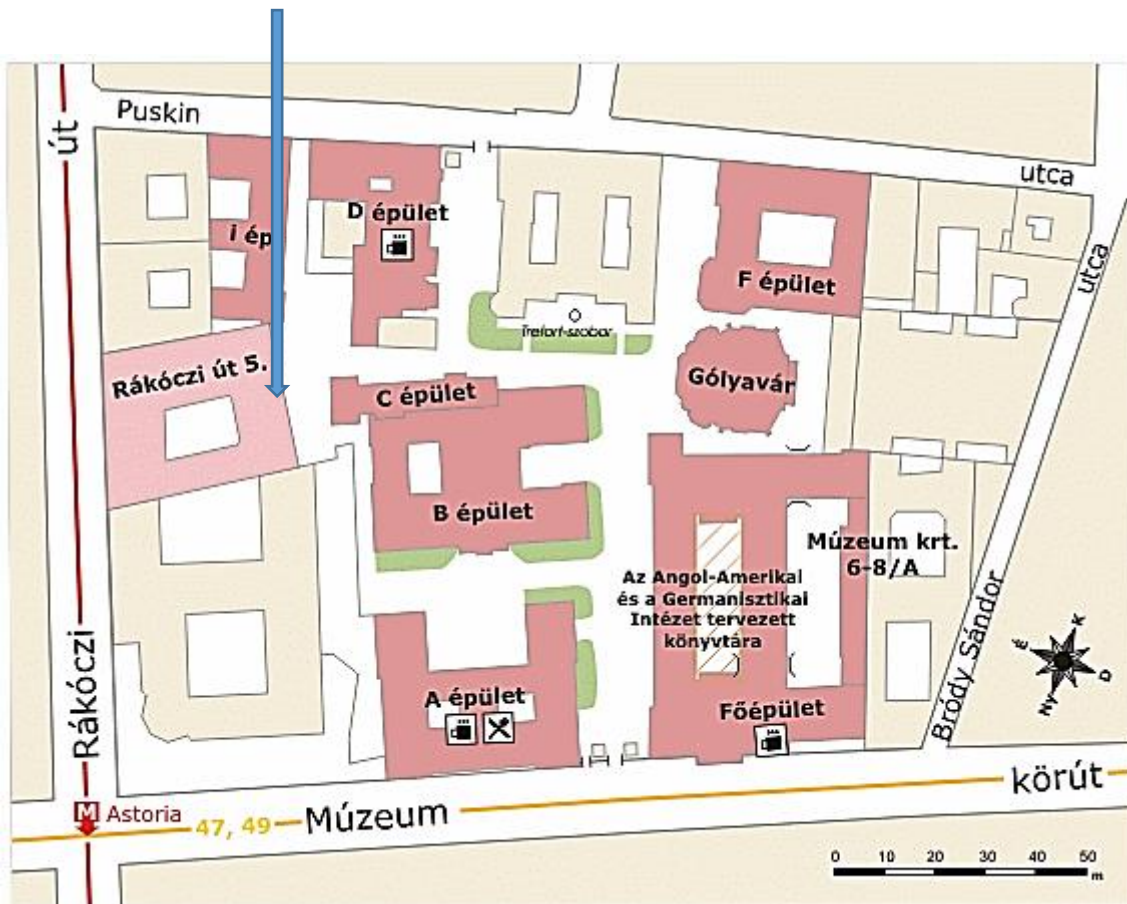 Puskin
utca
út
D épület
i ép
F épület
utca
Trefort-szobor
Rákóczi út 5.
Gólyavár
C épület
B épület
Múzeum krt.
6-8/A
Az Angol-Amerikai
és a Germanisztikai
Intézet tervezett
könyvtára
Bródy Sándor
É
K
Ny
D
Rákóczi
A épület
Főépület
M Astoria
47, 49
Múzeum
körút
0 10 20 30 40 50
m